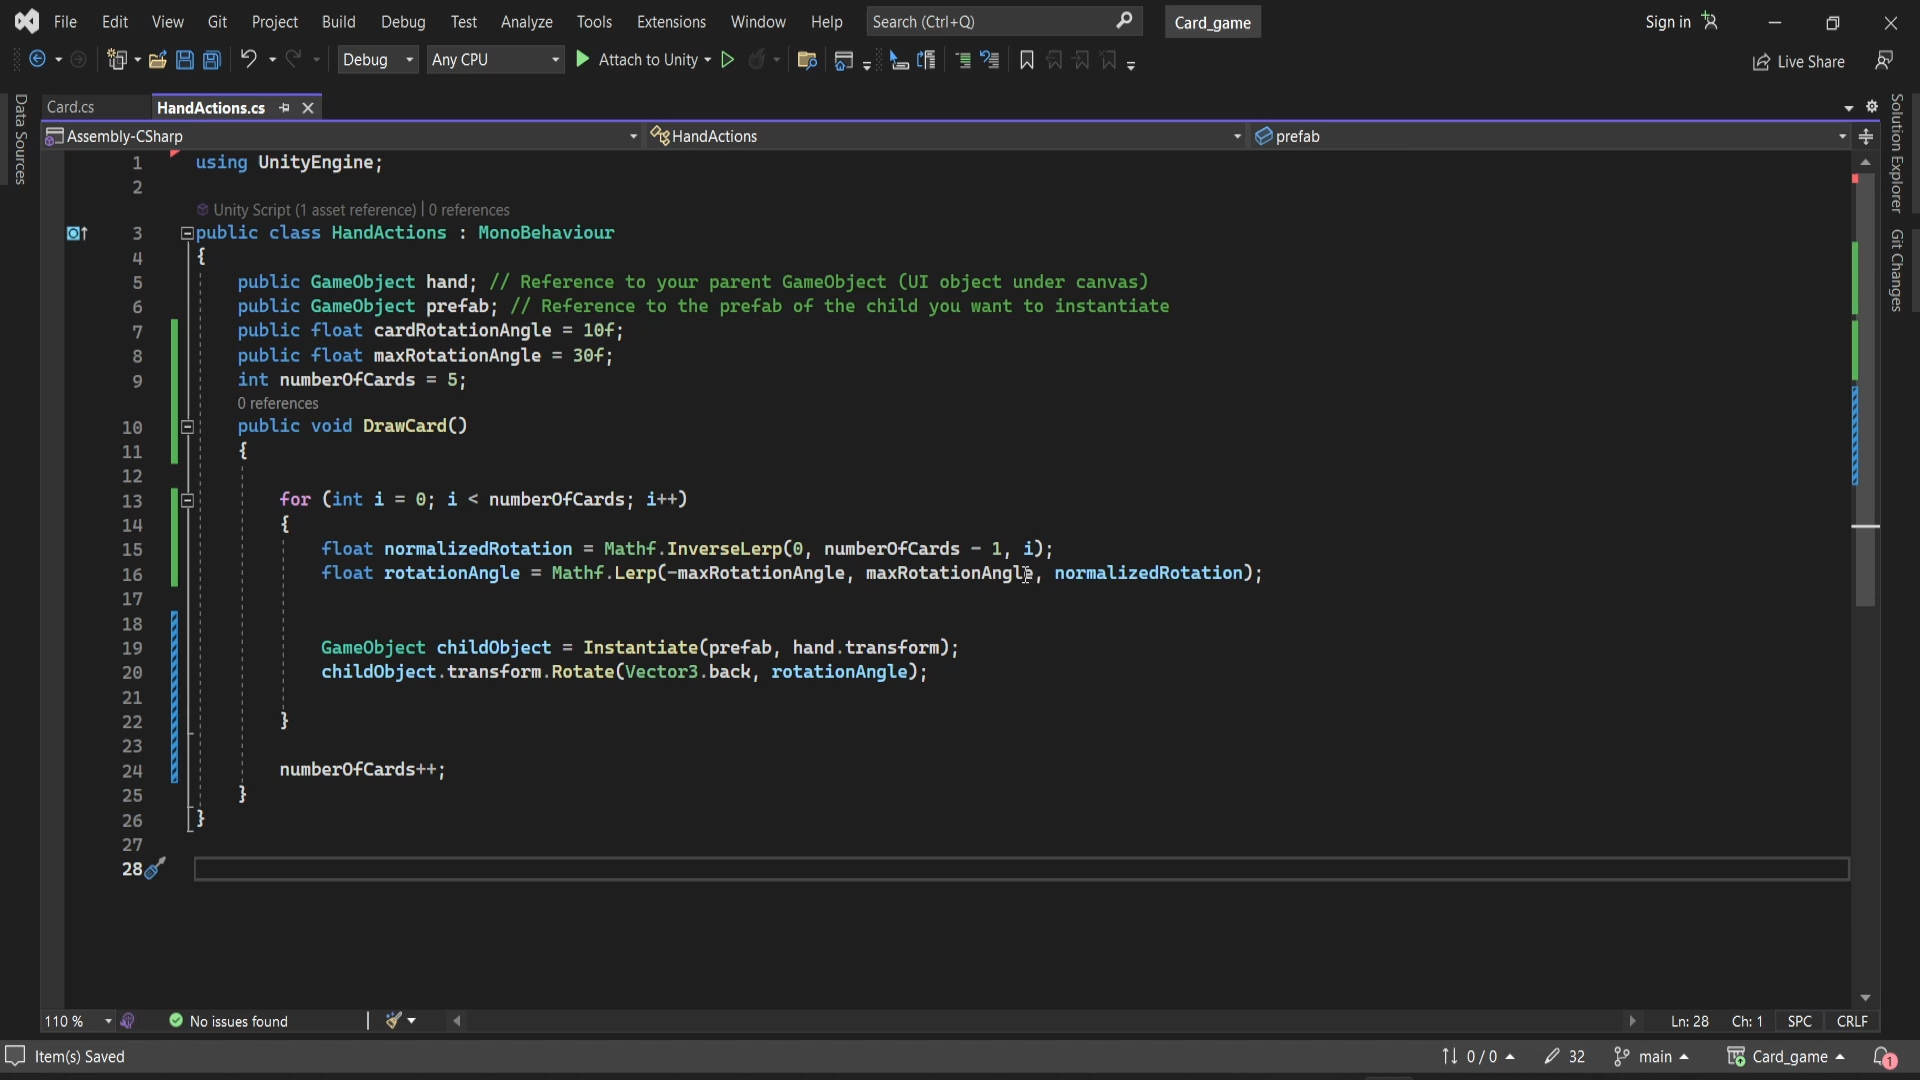 File Edit View Git Project Build Debug Test Analyze Tools Extensions Window Help Search (Ctrl+Q) Card_game Sign in
Debug Any CPU Attach to Unity Live Share
Data Sources
Card.cs HandActions.cs
Assembly-CSharp HandActions prefab
Solution Explorer
Git Changes
1 using UnityEngine;
2
Unity Script (1 asset reference) | 0 references
3 public class HandActions : MonoBehaviour
4 {
5 public GameObject hand; // Reference to your parent GameObject (UI object under canvas)
6 public GameObject prefab; // Reference to the prefab of the child you want to instantiate
7 public float cardRotationAngle = 10f;
8 public float maxRotationAngle = 30f;
9 int numberOfCards = 5;
0 references
10 public void DrawCard()
11 {
12
13 for (int i = 0; i < numberOfCards; i++)
14 {
15 float normalizedRotation = Mathf.InverseLerp(0, numberOfCards - 1, i);
16 float rotationAngle = Mathf.Lerp(-maxRotationAngle, maxRotationAngle, normalizedRotation);
17
18
19 GameObject childObject = Instantiate(prefab, hand.transform);
20 childObject.transform.Rotate(Vector3.back, rotationAngle);
21
22 }
23
24 numberOfCards++;
25 }
26 }
27
28
110 % No issues found Ln: 28 Ch: 1 SPC CRLF
Item(s) Saved 0 / 0 32 main Card_game 1